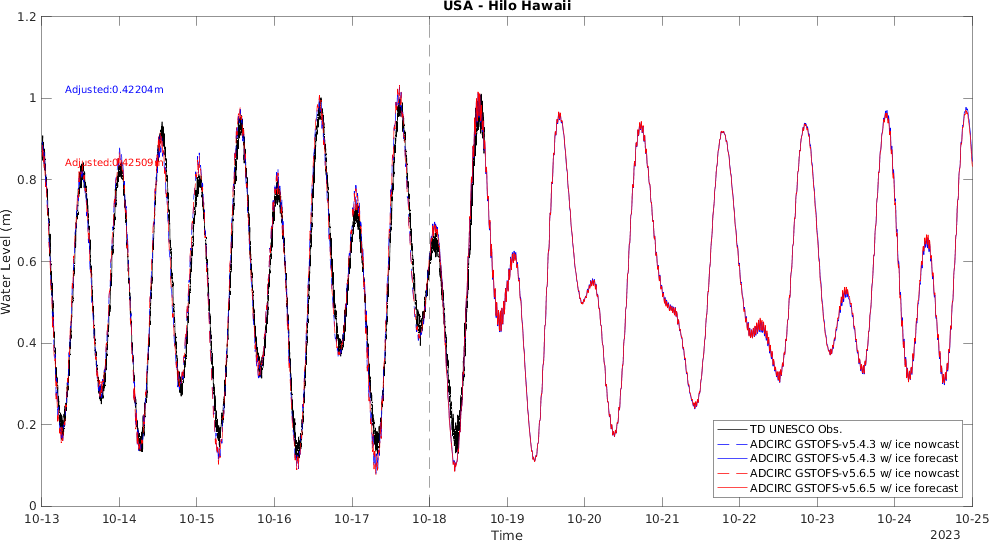 USA - Hilo Hawaii
1.2
1
0.8
0.6
0.4
0.2
0
Water Level (m)
Adjusted:0.42204m
Adjusted:0.42509m
TD UNESCO Obs.
ADCIRC GSTOFS-v5.4.3 w/ ice nowcast
ADCIRC GSTOFS-v5.4.3 w/ ice forecast
ADCIRC GSTOFS-v5.6.5 w/ ice nowcast
ADCIRC GSTOFS-v5.6.5 w/ ice forecast
10-13 10-14 10-15 10-16 10-17 10-18 10-19 10-20 10-21 10-22 10-23 10-24 10-25
Time
2023